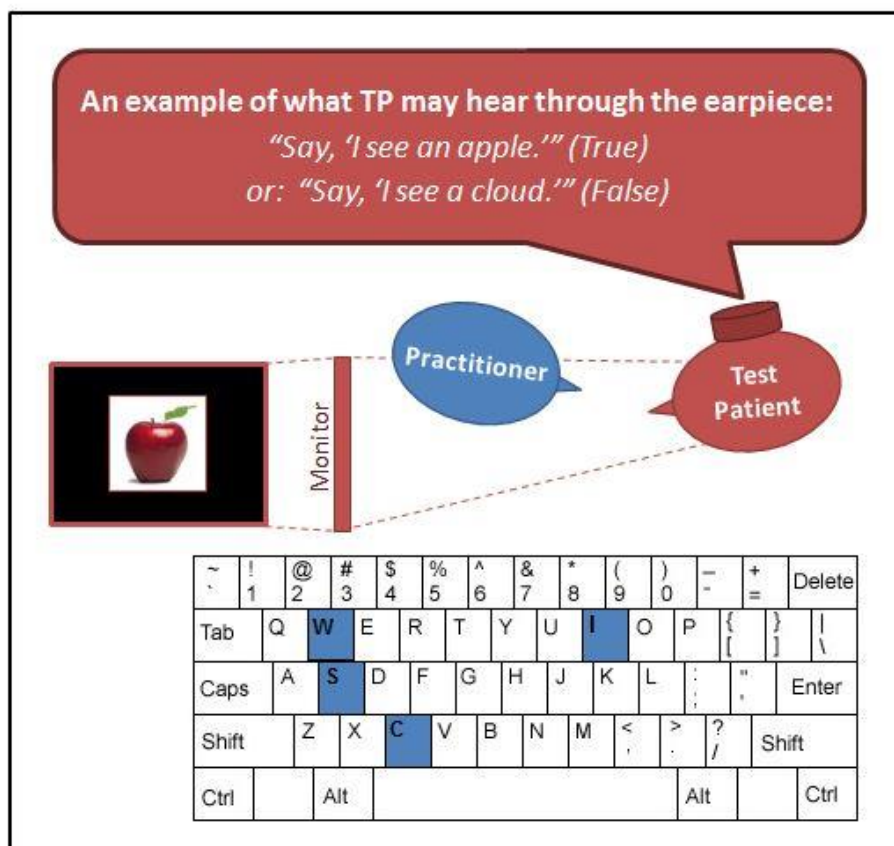 An example of what TP may hear through the earpiece:
“Say, ‘I see an apple.’” (True)
or: “Say, ‘I see a cloud.’” (False)
Practitioner
Test
Patient
Monitor
~ ! @ # $ % ^ & * ( ) _ +
` 1 2 3 4 5 6 7 8 9 0 - = Delete
Tab Q W E R T Y U I O P { } |
[ ] \
Caps A S D F G H J K L : " Enter
; '
Shift Z X C V B N M < > ? Shift
, . /
Ctrl Alt Alt Ctrl